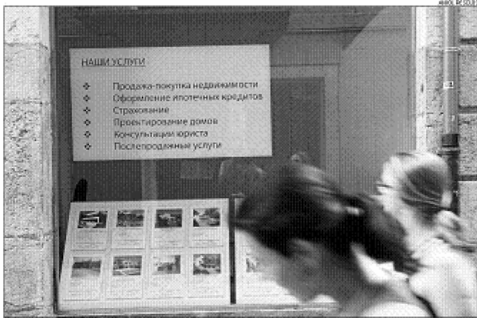 НАШИ УСЛУГИ
❖ Продажа-покупка недвижимости
❖ Оформление ипотечных кредитов
❖ Страхование
❖ Проектирование домов
❖ Консультации юриста
❖ Послепродажные услуги